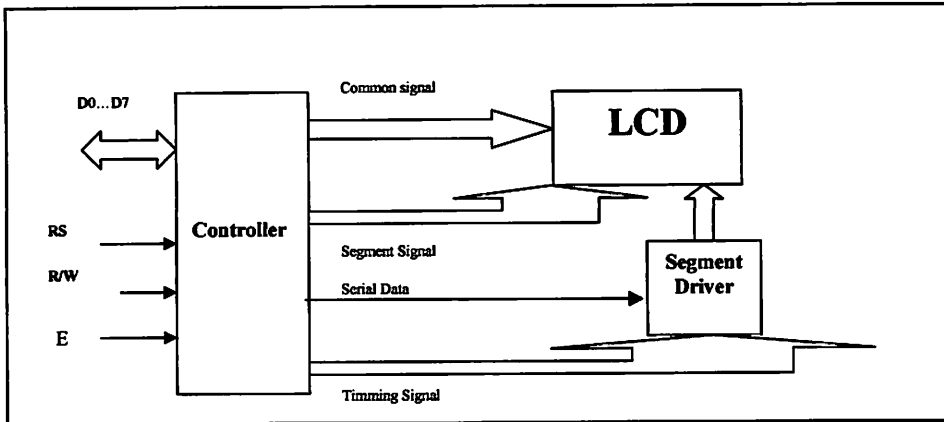 Common signal
D0...D7
LCD
RS
Controller
Segment Signal
Segment
Driver
R/W
Serial Data
E
Timming Signal